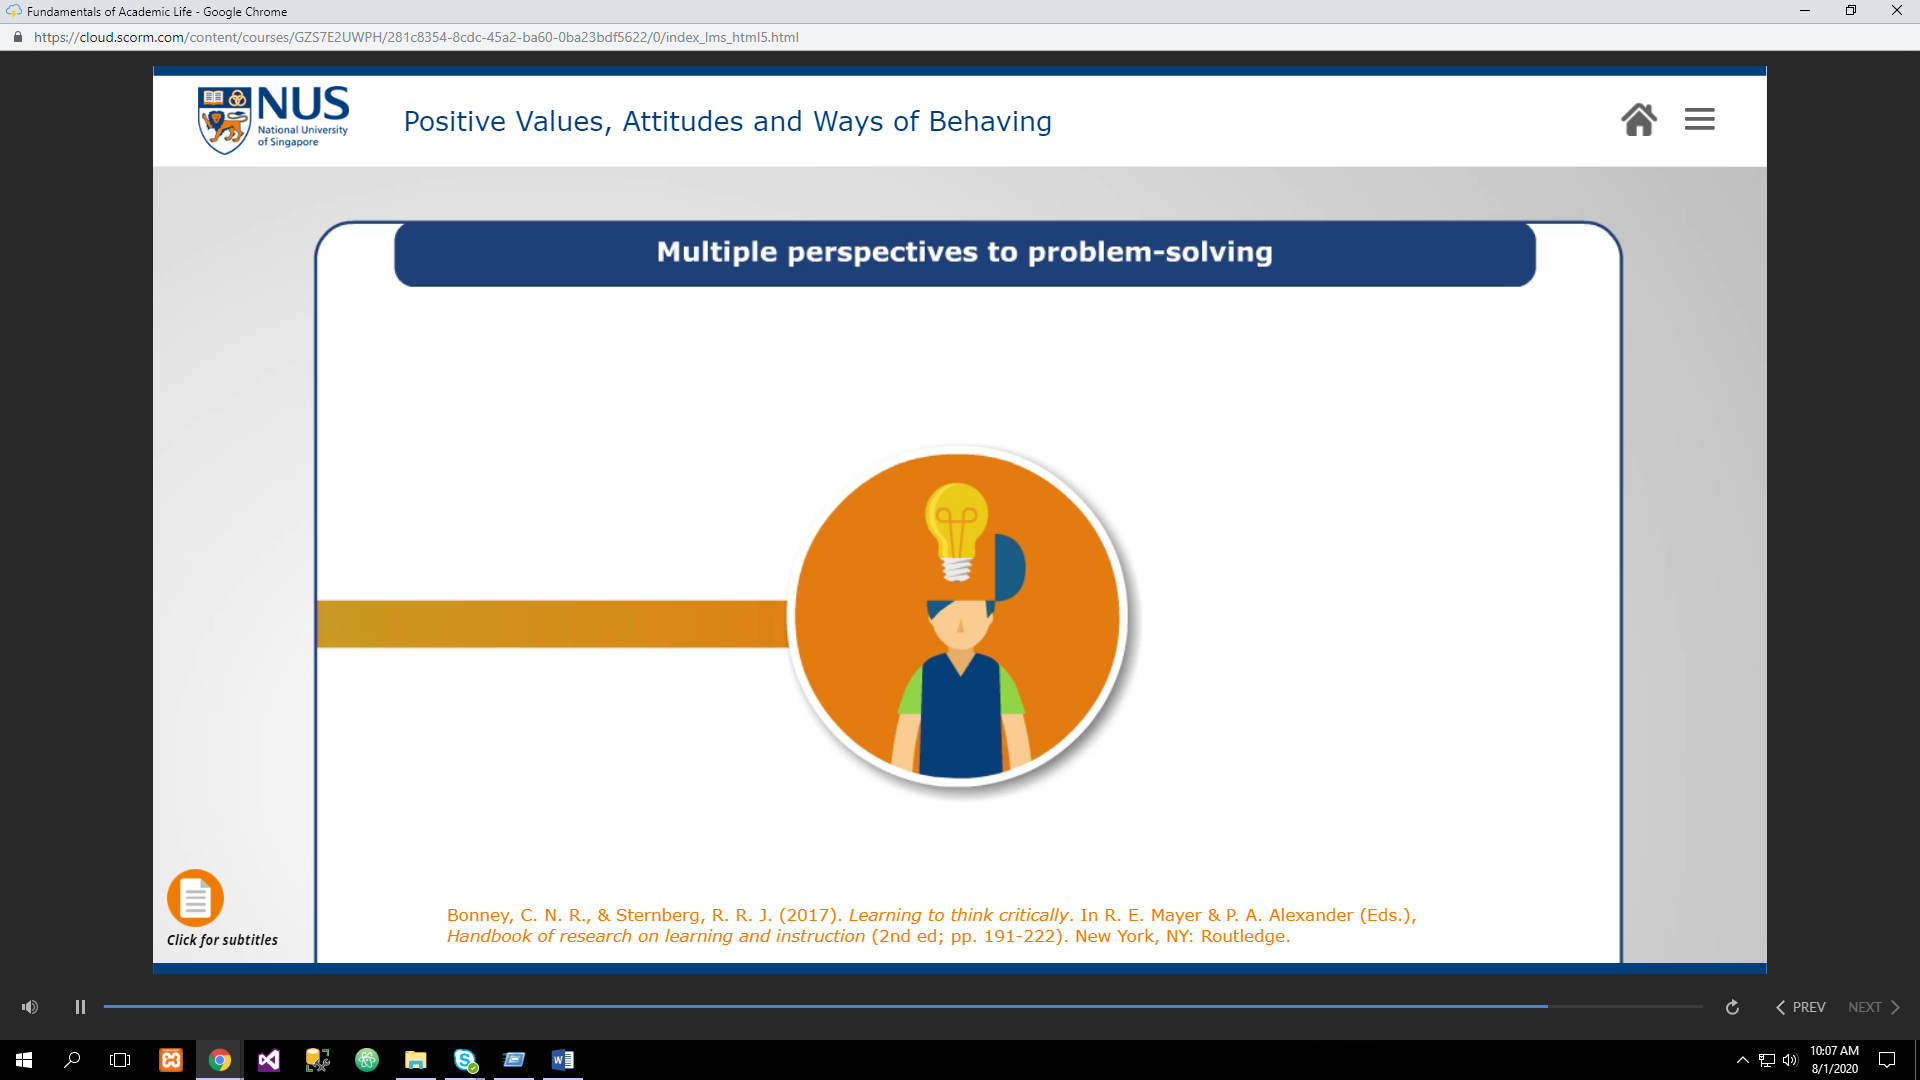 Fundamentals of Academic Life - Google Chrome
https://cloud.scorm.com/content/courses/GZS7E2UWPH/281c8354-8cdc-45a2-ba60-0ba23bdf5622/0/index_lms_html5.html
NUS
National University
of Singapore
Positive Values, Attitudes and Ways of Behaving
Multiple perspectives to problem-solving
Bonney, C. N. R., & Sternberg, R. R. J. (2017). Learning to think critically. In R. E. Mayer & P. A. Alexander (Eds.),
Handbook of research on learning and instruction (2nd ed; pp. 191-222). New York, NY: Routledge.
Click for subtitles
PREV
NEXT
10:07 AM
8/1/2020